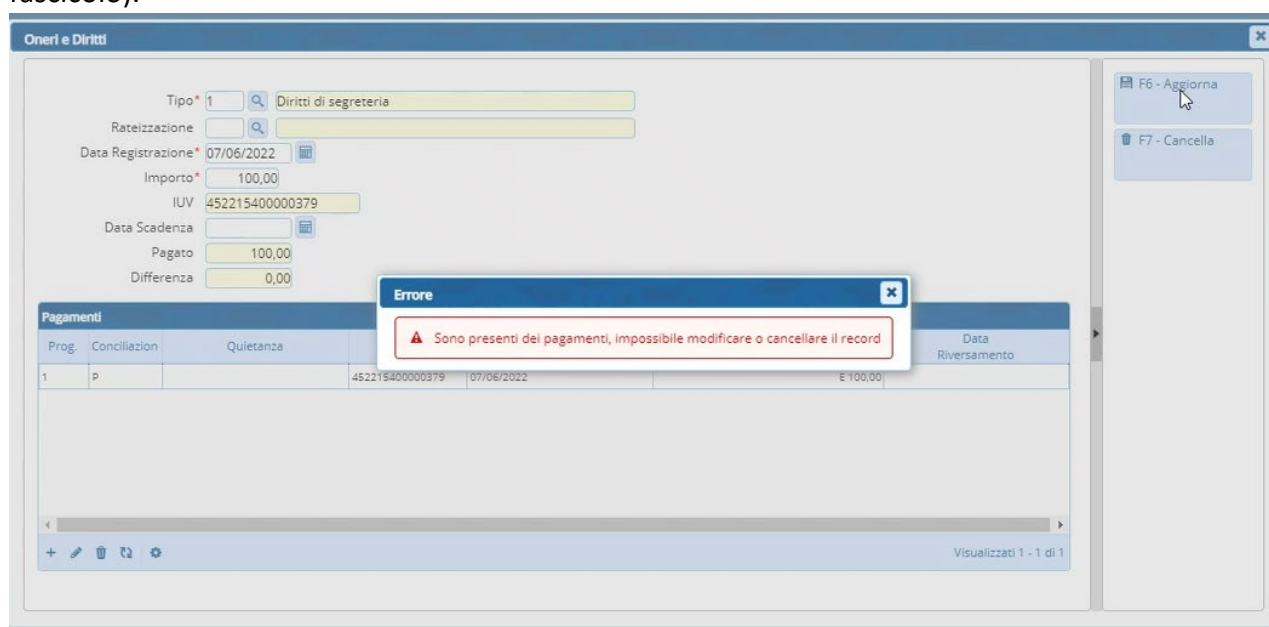 Oneri e Diritti
F6 - Aggiorna
F7 - Cancella
Tipo* 1 Diritti di segreteria
Rateizzazione
Data Registrazione* 07/06/2022
Importo* 100,00
IUV 452215400000379
Data Scadenza
Pagato 100,00
Differenza 0,00
Errore
Sono presenti dei pagamenti, impossibile modificare o cancellare il record
Pagamenti
Prog. Conciliazion Quietanza Data Riversamento
1 P 452215400000379 07/06/2022 E 100,00
Visualizzati 1 - 1 di 1